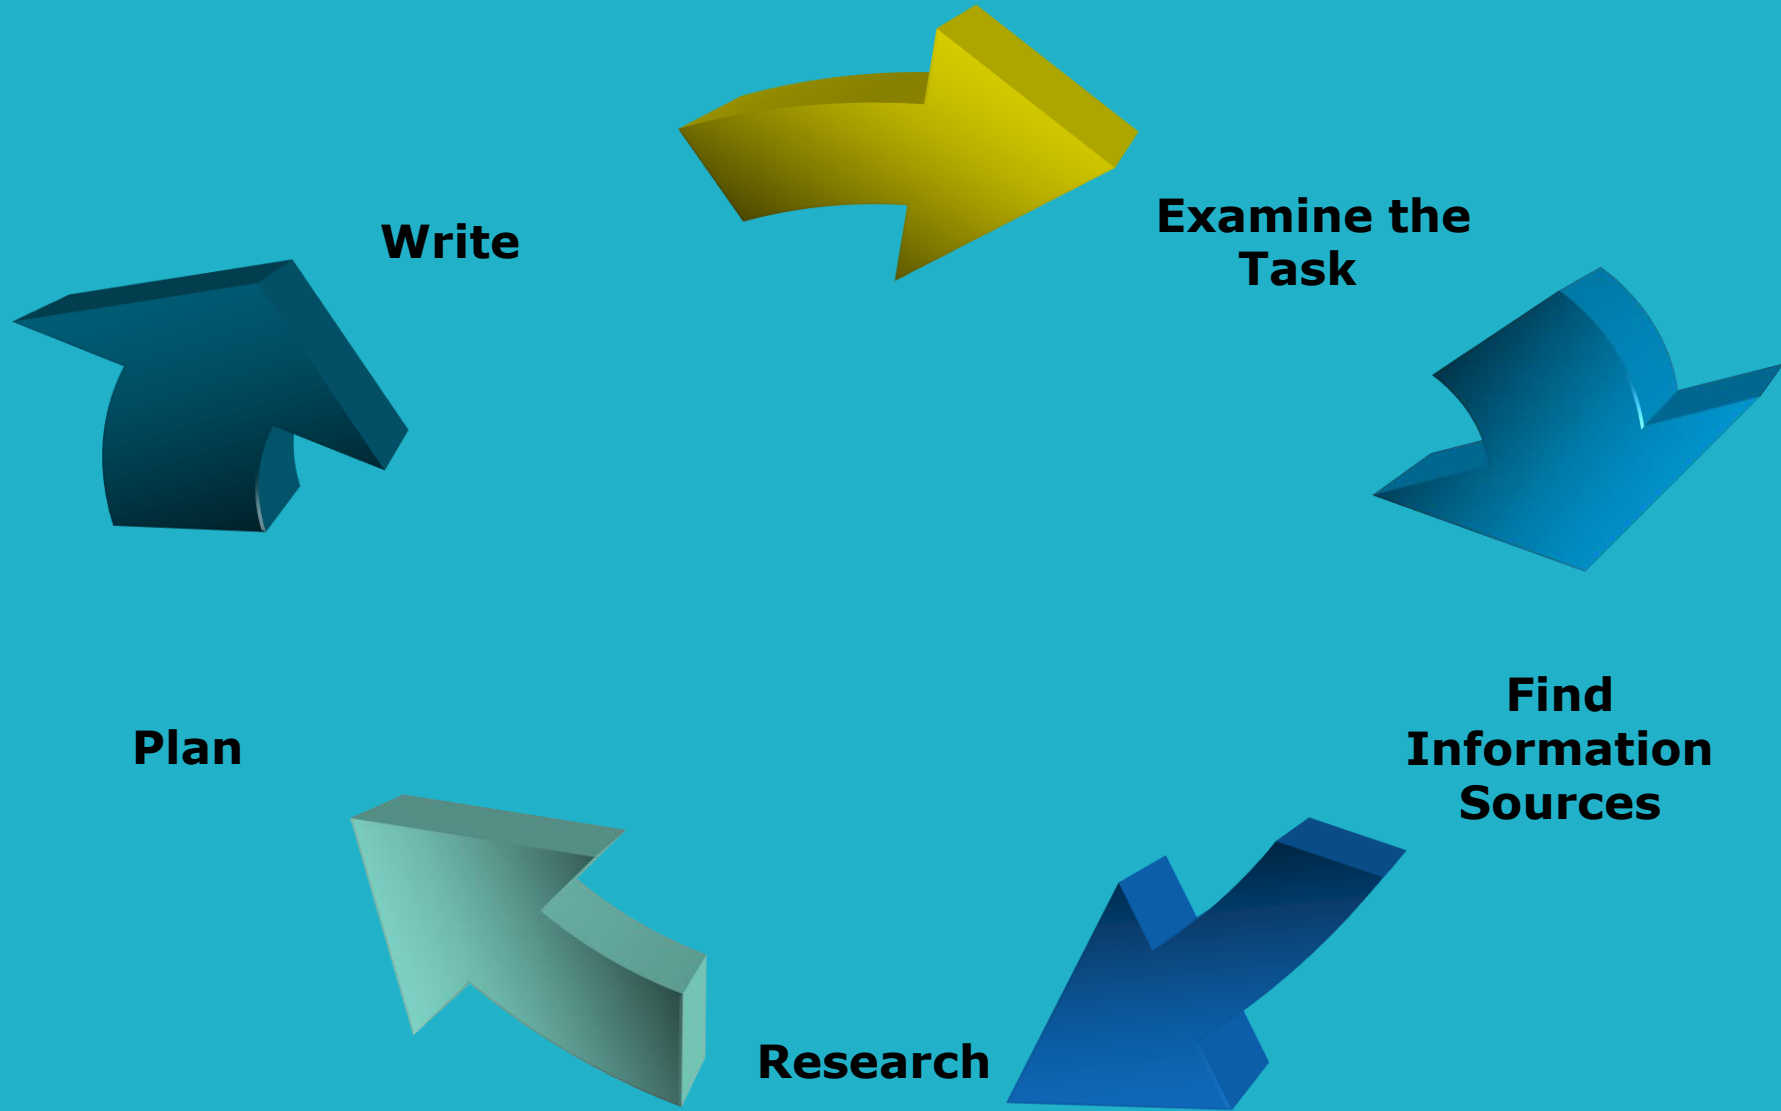 Write
Examine the
Task
Find
Information
Sources
Plan
Research